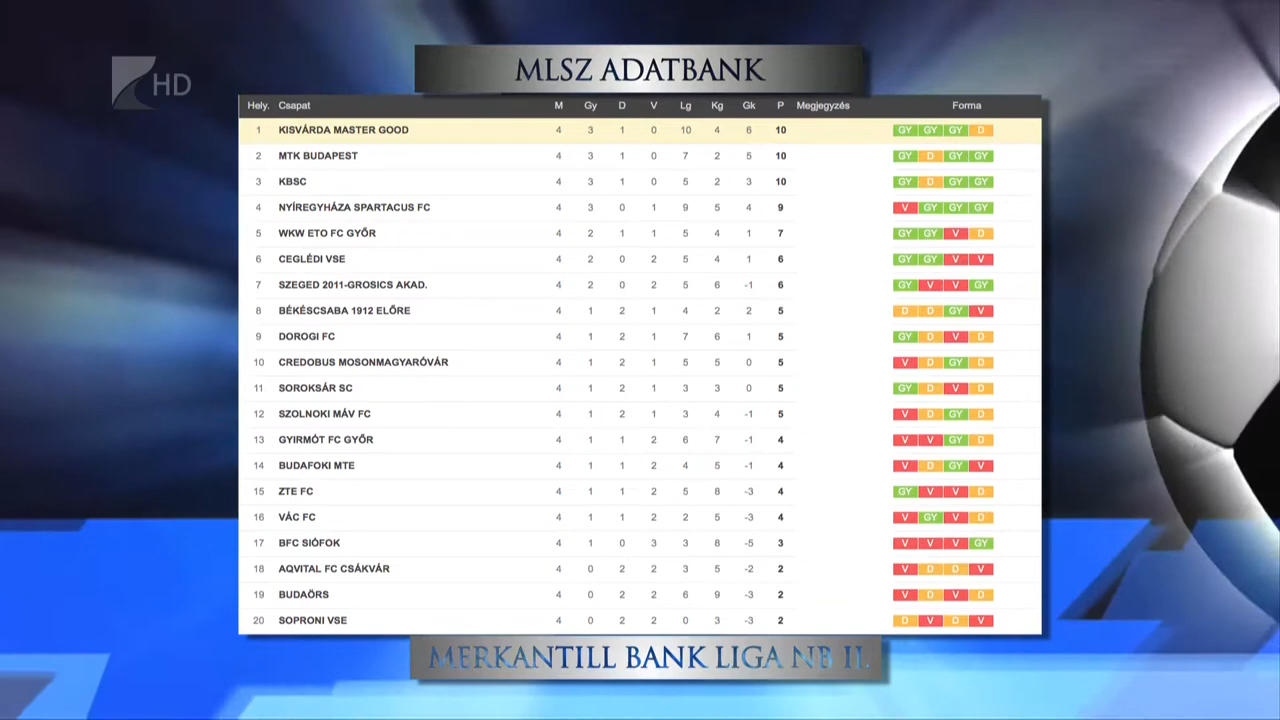 HD
MLSZ ADATBANK
Hely. Csapat M Gy D V Lg Kg Gk P Megjegyzés Forma
1 KISVÁRDA MASTER GOOD 4 3 1 0 10 4 6 10 GY GY GY D
2 MTK BUDAPEST 4 3 1 0 7 2 5 10 GY D GY GY
3 KBSC 4 3 1 0 5 2 3 10 GY D GY GY
4 NYÍREGYHÁZA SPARTACUS FC 4 3 0 1 9 5 4 9 V GY GY GY
5 WKW ETO FC GYŐR 4 2 1 1 5 4 1 7 GY GY V D
6 CEGLÉDI VSE 4 2 0 2 5 4 1 6 GY GY V V
7 SZEGED 2011-GROSICS AKAD. 4 2 0 2 5 6 -1 6 GY V V GY
8 BÉKÉSCSABA 1912 ELŐRE 4 1 2 1 4 2 2 5 D D GY V
9 DOROGI FC 4 1 2 1 7 6 1 5 GY D V D
10 CREDOBUS MOSONMAGYARÓVÁR 4 1 2 1 5 5 0 5 V D GY D
11 SOROKSÁR SC 4 1 2 1 3 3 0 5 GY D V D
12 SZOLNOKI MÁV FC 4 1 2 1 3 4 -1 5 V D GY D
13 GYIRMÓT FC GYŐR 4 1 1 2 6 7 -1 4 V V GY D
14 BUDAFOKI MTE 4 1 1 2 4 5 -1 4 V D GY V
15 ZTE FC 4 1 1 2 5 8 -3 4 GY V V D
16 VÁC FC 4 1 1 2 2 5 -3 4 V GY V D
17 BFC SIÓFOK 4 1 0 3 3 8 -5 3 V V V GY
18 AQVITAL FC CSÁKVÁR 4 0 2 2 3 5 -2 2 V D D V
19 BUDAÖRS 4 0 2 2 6 9 -3 2 V D V D
20 SOPRONI VSE 4 0 2 2 0 3 -3 2 D V D V
MERKANTILL BANK LIGA NB II.